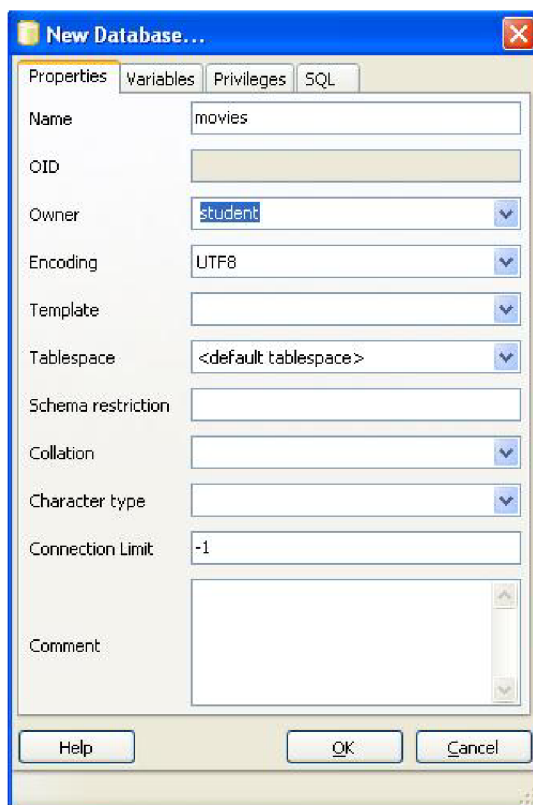 New Database...
Properties Variables Privileges SQL
Name movies
OID
Owner student
Encoding UTF8
Template
Tablespace <default tablespace>
Schema restriction
Collation
Character type
Connection Limit -1
Comment
Help OK Cancel